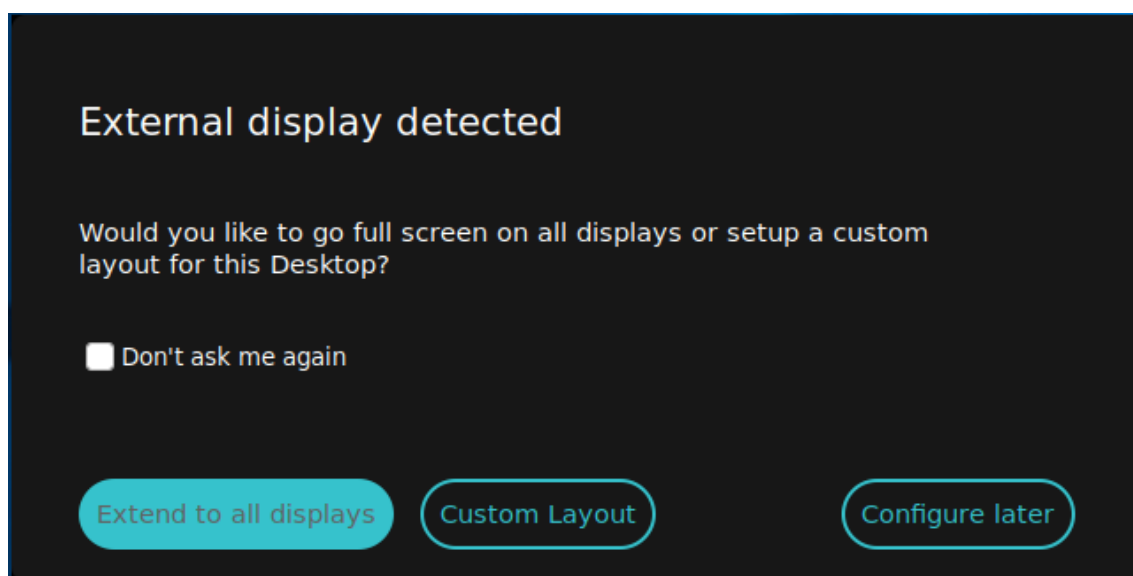 External display detected
Would you like to go full screen on all displays or setup a custom
layout for this Desktop?
Don't ask me again
Extend to all displays
Custom Layout
Configure later